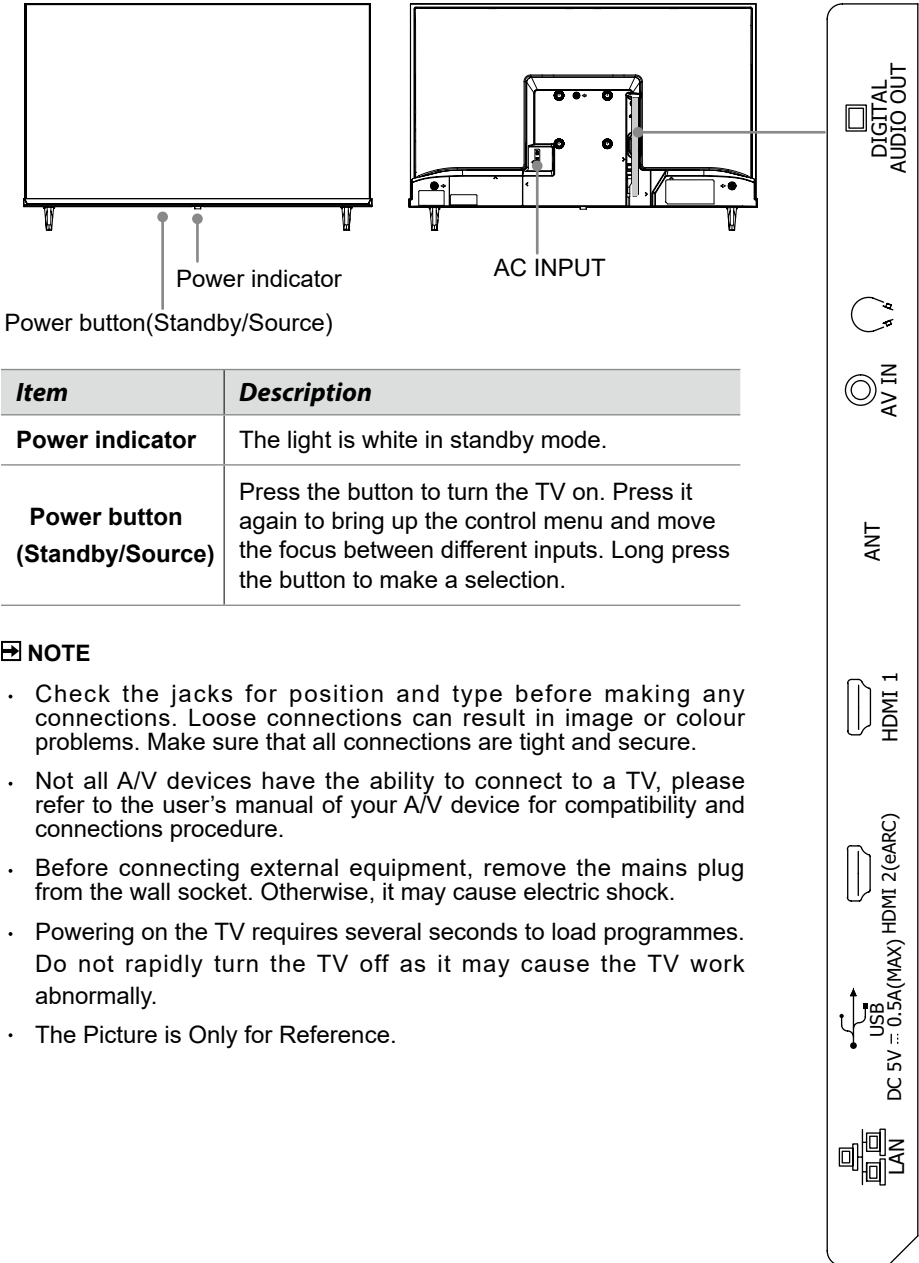 Power indicator
AC INPUT
Power button(Standby/Source)
Item Description
Power indicator The light is white in standby mode.
Power button
(Standby/Source)
Press the button to turn the TV on. Press it
again to bring up the control menu and move
the focus between different inputs. Long press
the button to make a selection.
NOTE
· Check the jacks for position and type before making any
connections. Loose connections can result in image or colour
problems. Make sure that all connections are tight and secure.
· Not all A/V devices have the ability to connect to a TV, please
refer to the user’s manual of your A/V device for compatibility and
connections procedure.
· Before connecting external equipment, remove the mains plug
from the wall socket. Otherwise, it may cause electric shock.
· Powering on the TV requires several seconds to load programmes.
Do not rapidly turn the TV off as it may cause the TV work
abnormally.
· The Picture is Only for Reference.
DIGITAL
AUDIO OUT
AV IN
ANT
HDMI 1
HDMI 2(eARC)
USB
DC 5V ⎓ 0.5A(MAX)
LAN